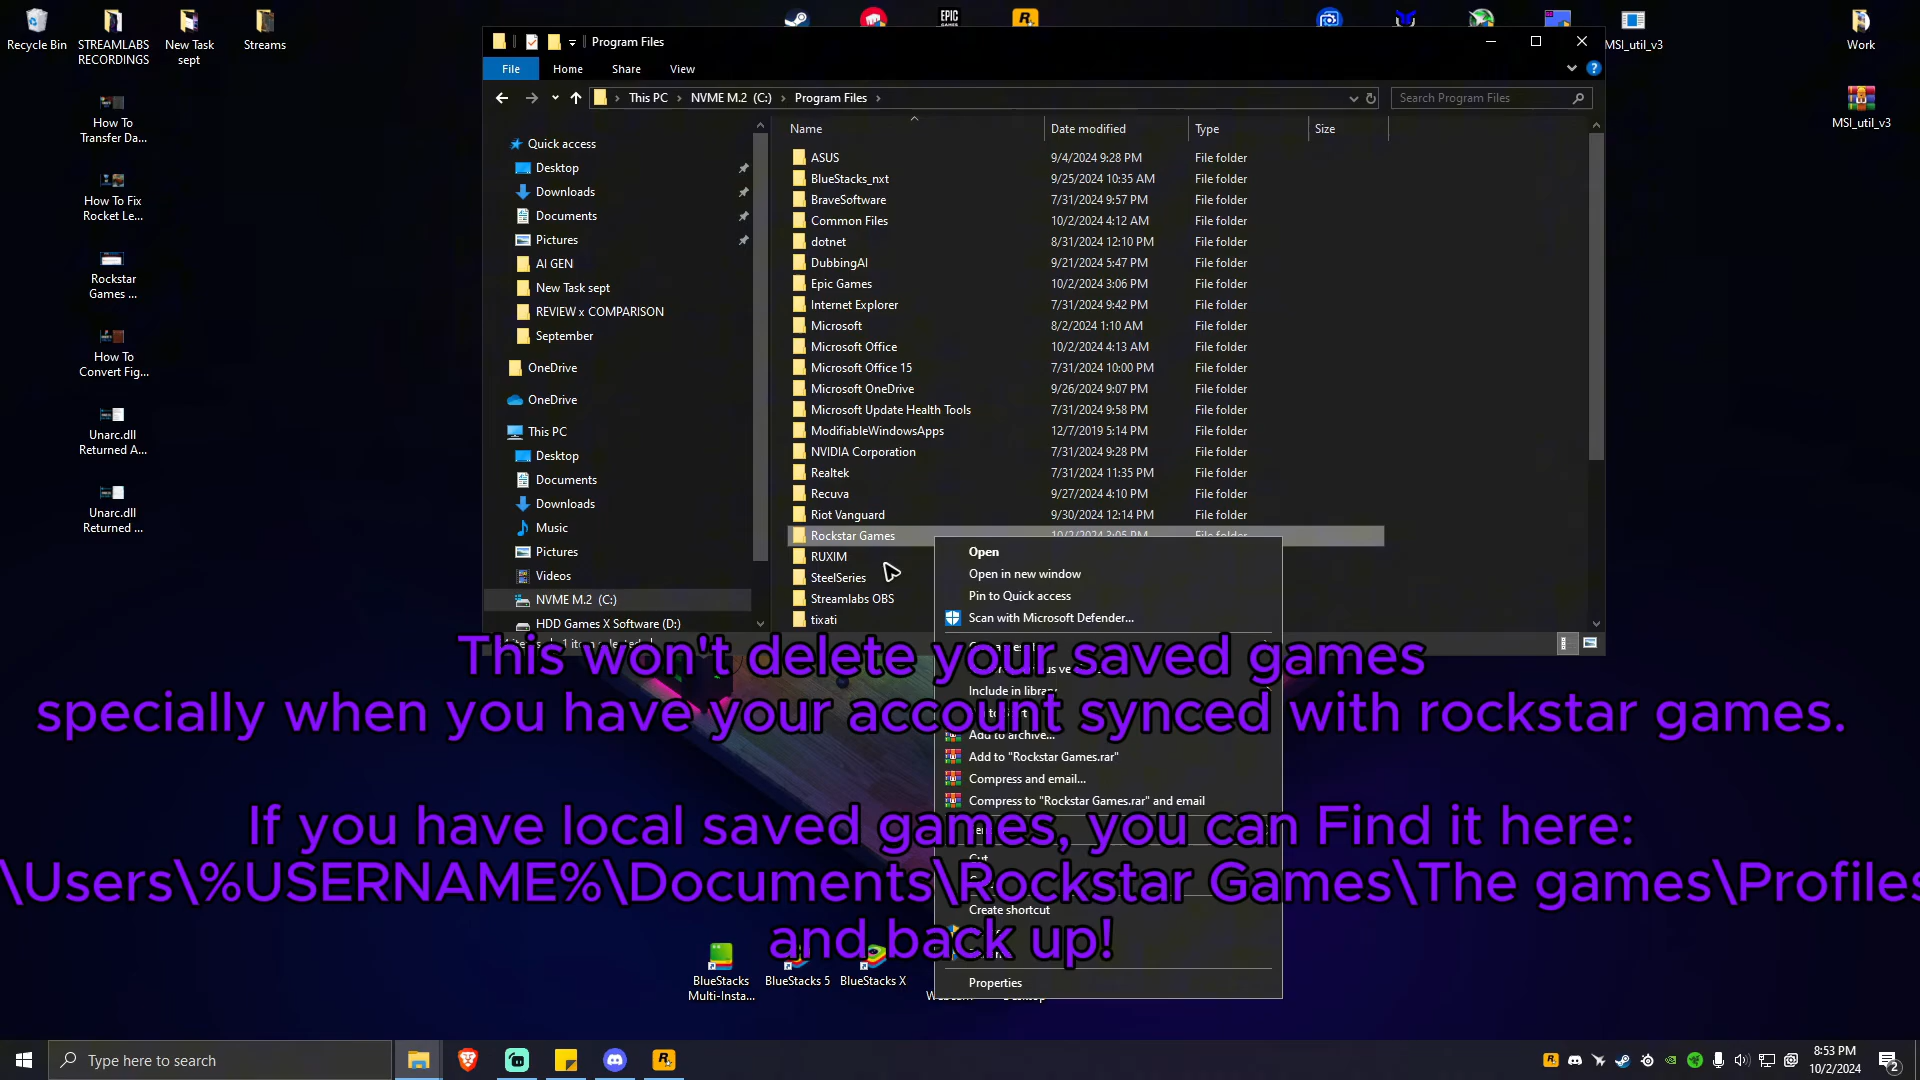 Recycle Bin
STREAMLABS
RECORDINGS
New Task
sept
Streams
How To
Transfer Da...
How To Fix
Rocket Le...
Rockstar
Games ...
How To
Convert Fig...
Unarc.dll
Returned A...
Unarc.dll
Returned ...
EPIC
GAMES
MSI_util_v3
Work
MSI_util_v3
Program Files
File
Home
Share
View
This PC
NVME M.2 (C:)
Program Files
Search Program Files
Quick access
Desktop
Downloads
Documents
Pictures
AI GEN
New Task sept
REVIEW x COMPARISON
September
OneDrive
OneDrive
This PC
Desktop
Documents
Downloads
Music
Pictures
Videos
NVME M.2 (C:)
HDD Games X Software (D:)
Name Date modified Type Size
ASUS 9/4/2024 9:28 PM File folder
BlueStacks_nxt 9/25/2024 10:35 AM File folder
BraveSoftware 7/31/2024 9:57 PM File folder
Common Files 10/2/2024 4:12 AM File folder
dotnet 8/31/2024 12:10 PM File folder
DubbingAI 9/21/2024 5:47 PM File folder
Epic Games 10/2/2024 3:06 PM File folder
Internet Explorer 7/31/2024 9:42 PM File folder
Microsoft 8/2/2024 1:10 AM File folder
Microsoft Office 10/2/2024 4:13 AM File folder
Microsoft Office 15 7/31/2024 10:00 PM File folder
Microsoft OneDrive 9/26/2024 9:07 PM File folder
Microsoft Update Health Tools 7/31/2024 9:58 PM File folder
ModifiableWindowsApps 12/7/2019 5:14 PM File folder
NVIDIA Corporation 7/31/2024 9:28 PM File folder
Realtek 7/31/2024 11:35 PM File folder
Recuva 9/27/2024 4:10 PM File folder
Riot Vanguard 9/30/2024 12:14 PM File folder
Rockstar Games 10/2/2024 3:05 PM File folder
RUXIM
SteelSeries
Streamlabs OBS
tixati
Open
Open in new window
Pin to Quick access
Scan with Microsoft Defender...
Include in library
Add to archive...
Add to "Rockstar Games.rar"
Compress and email...
Compress to "Rockstar Games.rar" and email
Cut
Create shortcut
Properties
This won't delete your saved games
specially when you have your account synced with rockstar games.
If you have local saved games, you can Find it here:
\Users\%USERNAME%\Documents\Rockstar Games\The games\Profiles
and back up!
BlueStacks
Multi-Insta...
BlueStacks 5
BlueStacks X
Type here to search
8:53 PM
10/2/2024
2